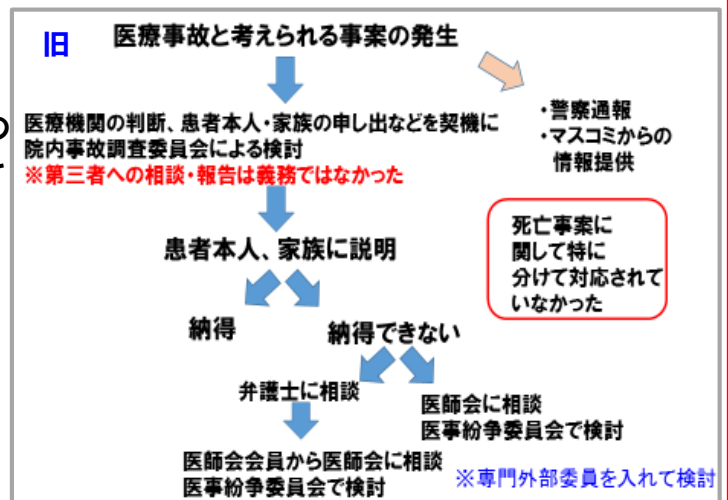 旧
医療事故と考えられる事案の発生
・警察通報
・マスコミからの
情報提供
の
医療機関の判断、患者本人・家族の申し出などを契機に
院内事故調査委員会による検討
※第三者への相談・報告は義務ではなかった
死亡事案に
関して特に
分けて対応されて
いなかった
患者本人、家族に説明
納得
納得できない
弁護士に相談
医師会に相談
医事紛争委員会で検討
医師会会員から医師会に相談
医事紛争委員会で検討
※専門外部委員を入れて検討